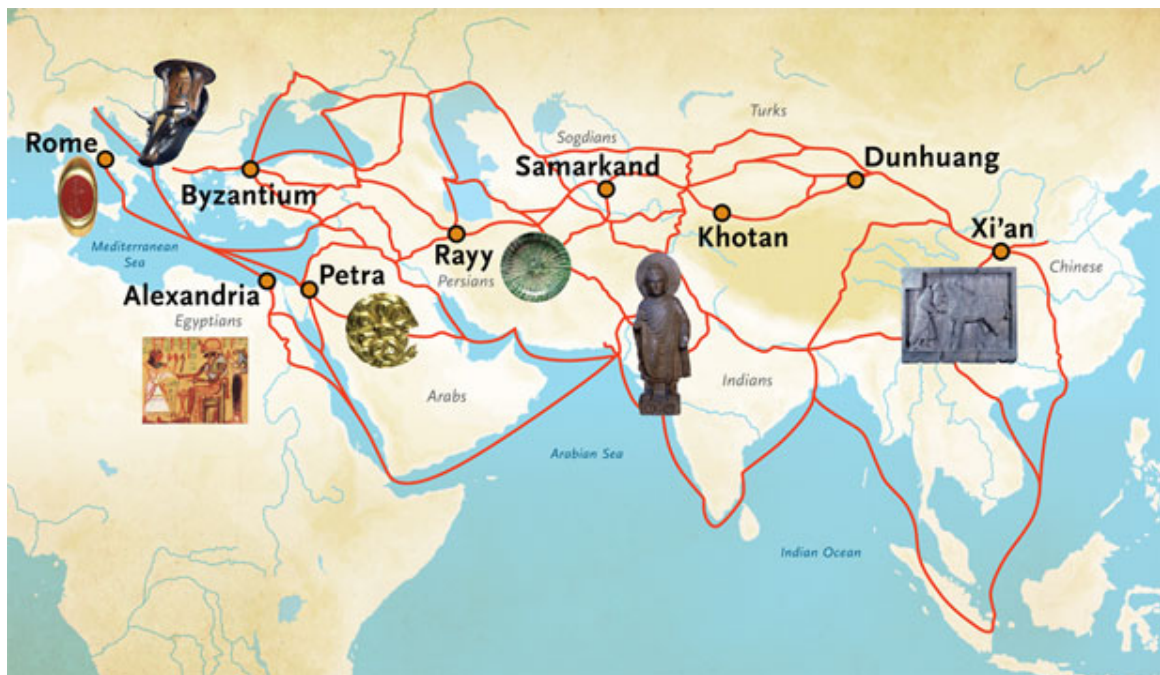 Turks
Sogdians
Rome
Samarkand
Dunhuang
Byzantium
Khotan
Xi'an
Mediterranean
Sea
Rayy
Persians
Petra
Chinese
Alexandria
Egyptians
Indians
Arabs
Arabian Sea
Indian Ocean